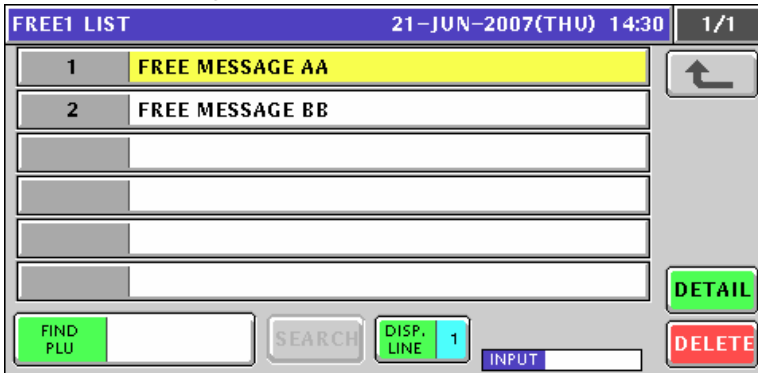 FREE1 LIST 21-JUN-2007(THU) 14:30 1/1
1 FREE MESSAGE AA
2 FREE MESSAGE BB
DETAIL
FIND PLU
SEARCH
DISP. LINE 1
INPUT
DELETE